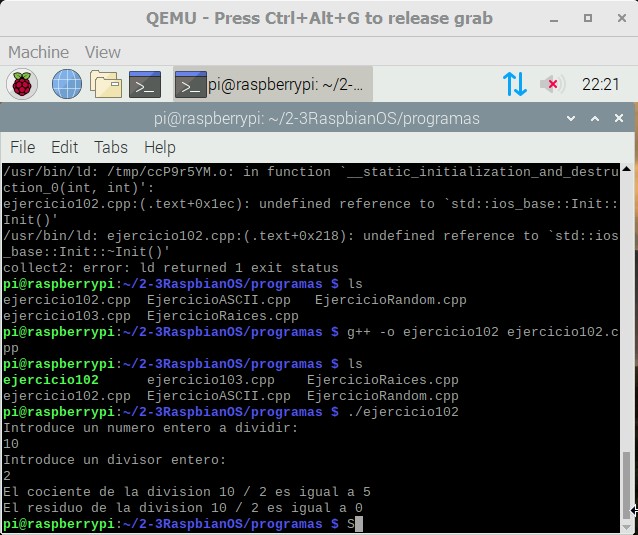 QEMU - Press Ctrl+Alt+G to release grab
Machine View
pi@raspberrypi: ~/2-... 22:21
pi@raspberrypi: ~/2-3RaspbianOS/programas
File Edit Tabs Help
/usr/bin/ld: /tmp/ccP9r5YM.o: in function `__static_initialization_and_destru
ction_0(int, int)':
ejercicio102.cpp:(.text+0x1ec): undefined reference to `std::ios_base::Init::
Init()'
/usr/bin/ld: ejercicio102.cpp:(.text+0x218): undefined reference to `std::ios
_base::Init::~Init()'
collect2: error: ld returned 1 exit status
pi@raspberrypi:~/2-3RaspbianOS/programas $ ls
ejercicio102.cpp EjercicioASCII.cpp EjercicioRandom.cpp
ejercicio103.cpp EjercicioRaices.cpp
pi@raspberrypi:~/2-3RaspbianOS/programas $ g++ -o ejercicio102 ejercicio102.c
pp
pi@raspberrypi:~/2-3RaspbianOS/programas $ ls
ejercicio102 ejercicio103.cpp EjercicioRaices.cpp
ejercicio102.cpp EjercicioASCII.cpp EjercicioRandom.cpp
pi@raspberrypi:~/2-3RaspbianOS/programas $ ./ejercicio102
Introduce un numero entero a dividir:
10
Introduce un divisor entero:
2
El cociente de la division 10 / 2 es igual a 5
El residuo de la division 10 / 2 es igual a 0
pi@raspberrypi:~/2-3RaspbianOS/programas $ S